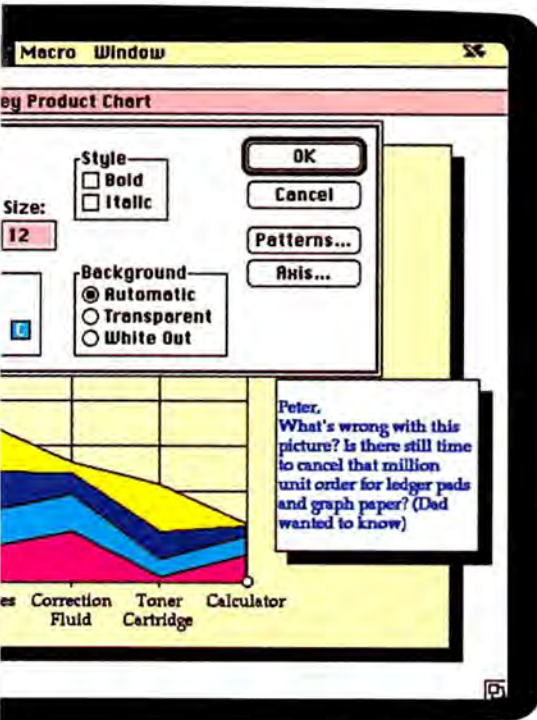 Macro Window
ey Product Chart
Style
Bold
Italic
Size:
12
OK
Cancel
Patterns...
Axis...
Background
Automatic
Transparent
White Out
C
Peter,
What's wrong with this
picture? Is there still time
to cancel that million
unit order for ledger pads
and graph paper? (Dad
wanted to know)
es Correction Toner Calculator
Fluid Cartridge